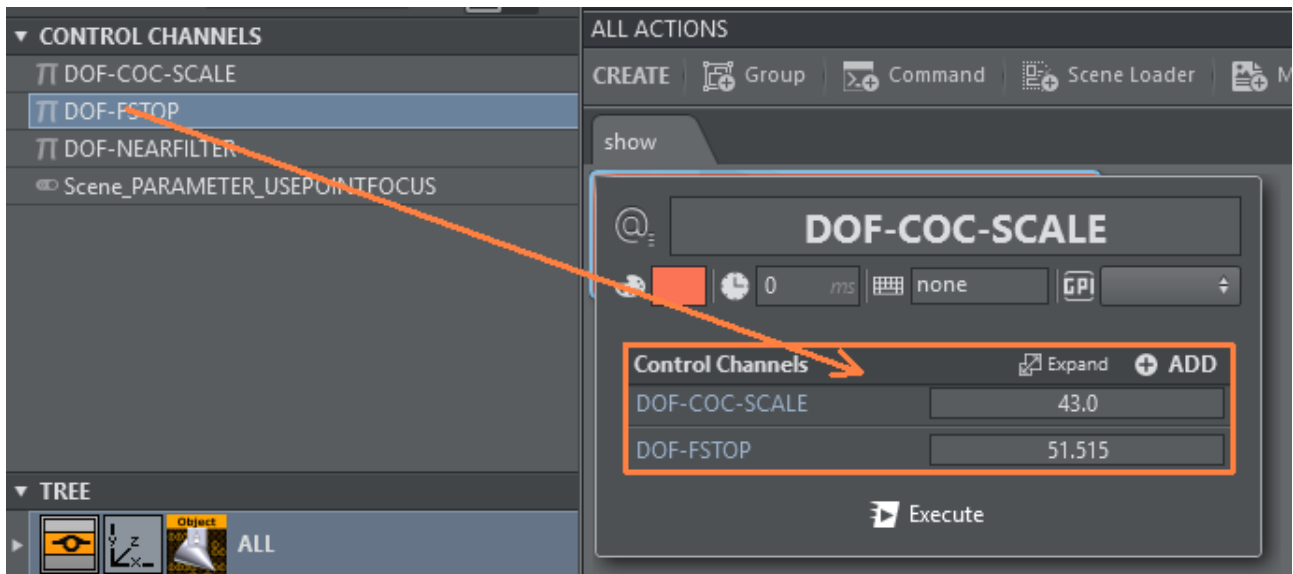 CONTROL CHANNELS
DOF-COC-SCALE
DOF-FSTOP
DOF-NEARFILTER
Scene_PARAMETER_USEPOINTFOCUS
TREE
Object
y z
x
ALL
ALL ACTIONS
CREATE Group Command Scene Loader M
show
@ DOF-COC-SCALE
0 ms none GPI
Control Channels Expand ADD
DOF-COC-SCALE 43.0
DOF-FSTOP 51.515
Execute